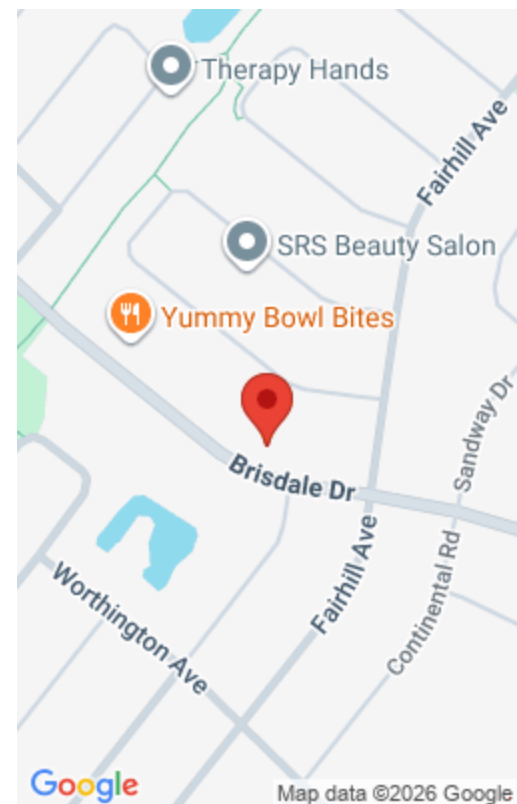 Therapy Hands
Fairhill Ave
SRS Beauty Salon
Yummy Bowl Bites
Sandway Dr
Brisdale Dr
Fairhill Ave
Continental Rd
Worthington Ave
Google
Map data ©2026 Google